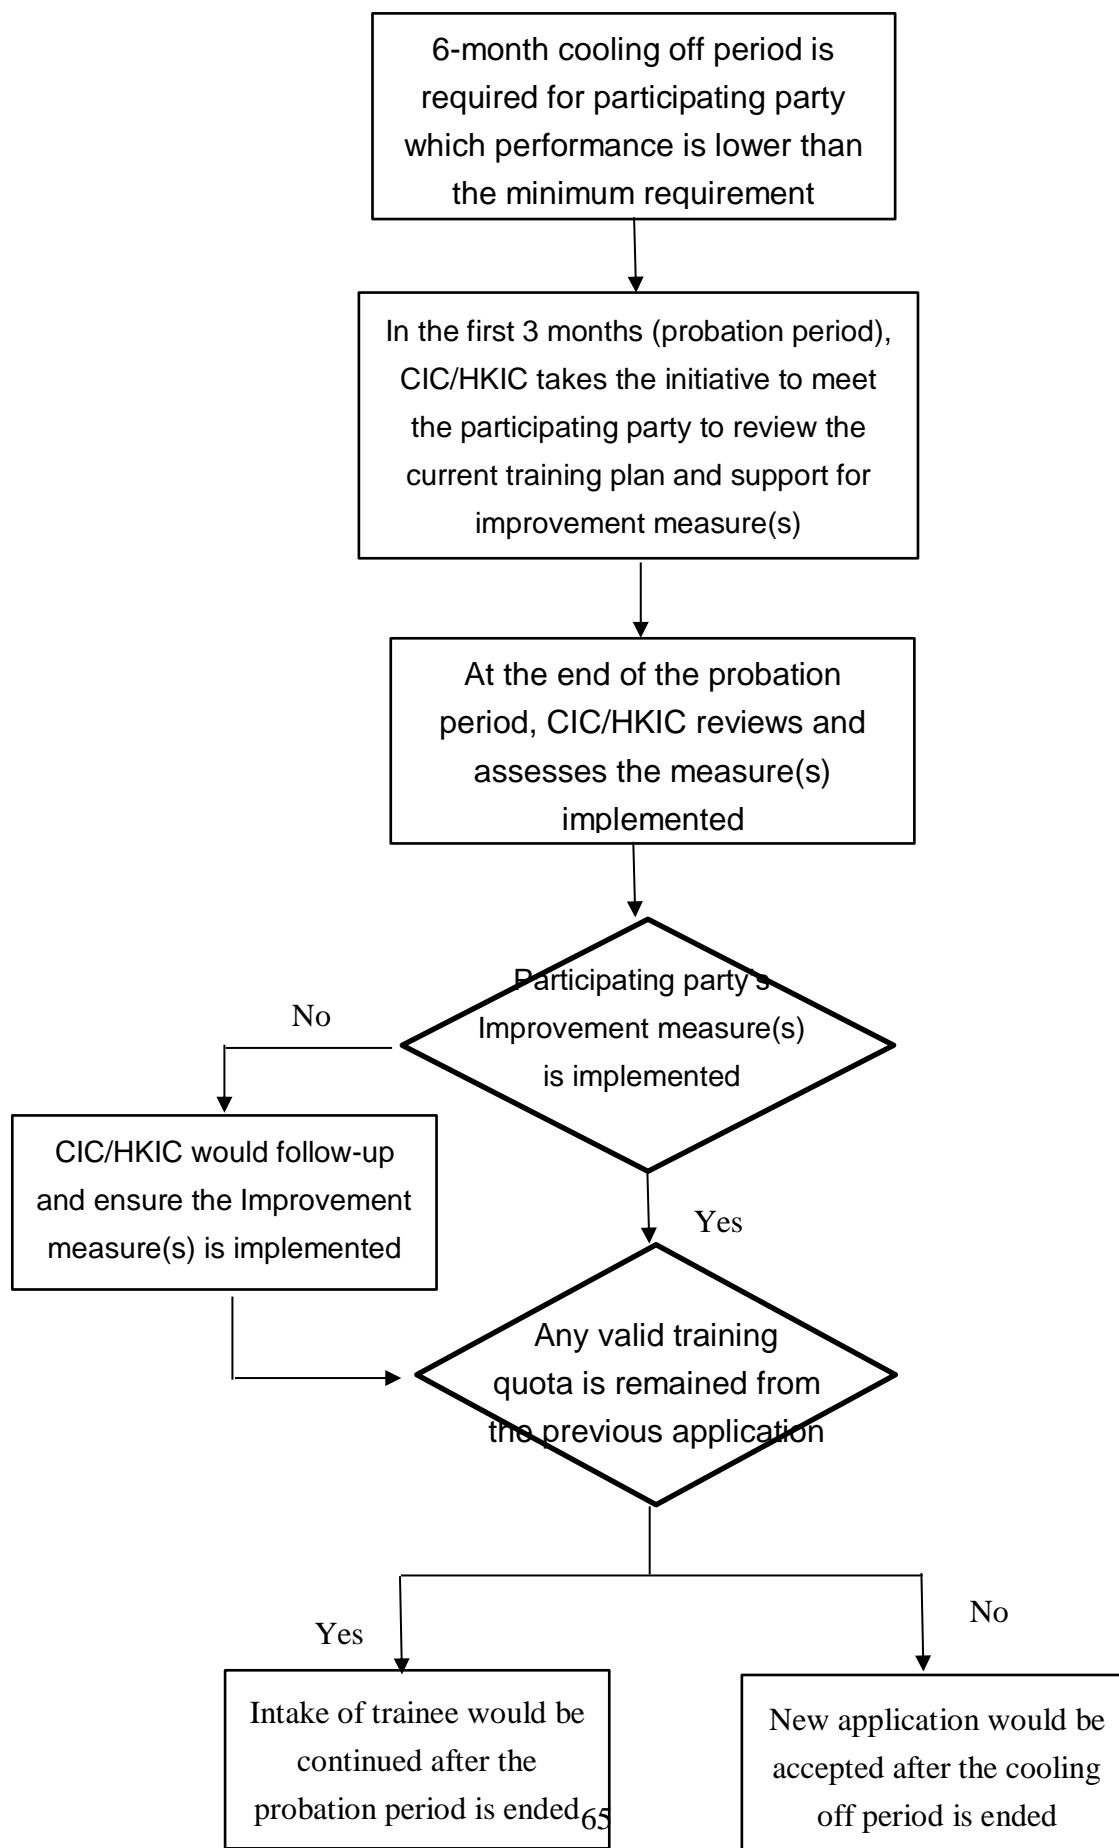 6-month cooling off period is
required for participating party
which performance is lower than
the minimum requirement
In the first 3 months (probation period),
CIC/HKIC takes the initiative to meet
the participating party to review the
current training plan and support for
improvement measure(s)
At the end of the probation
period, CIC/HKIC reviews and
assesses the measure(s)
implemented
Participating party's
Improvement measure(s)
is implemented
No
CIC/HKIC would follow-up
and ensure the Improvement
measure(s) is implemented
Yes
Any valid training
quota is remained from
the previous application
Yes
No
Intake of trainee would be
continued after the
probation period is ended
New application would be
accepted after the cooling
off period is ended
65